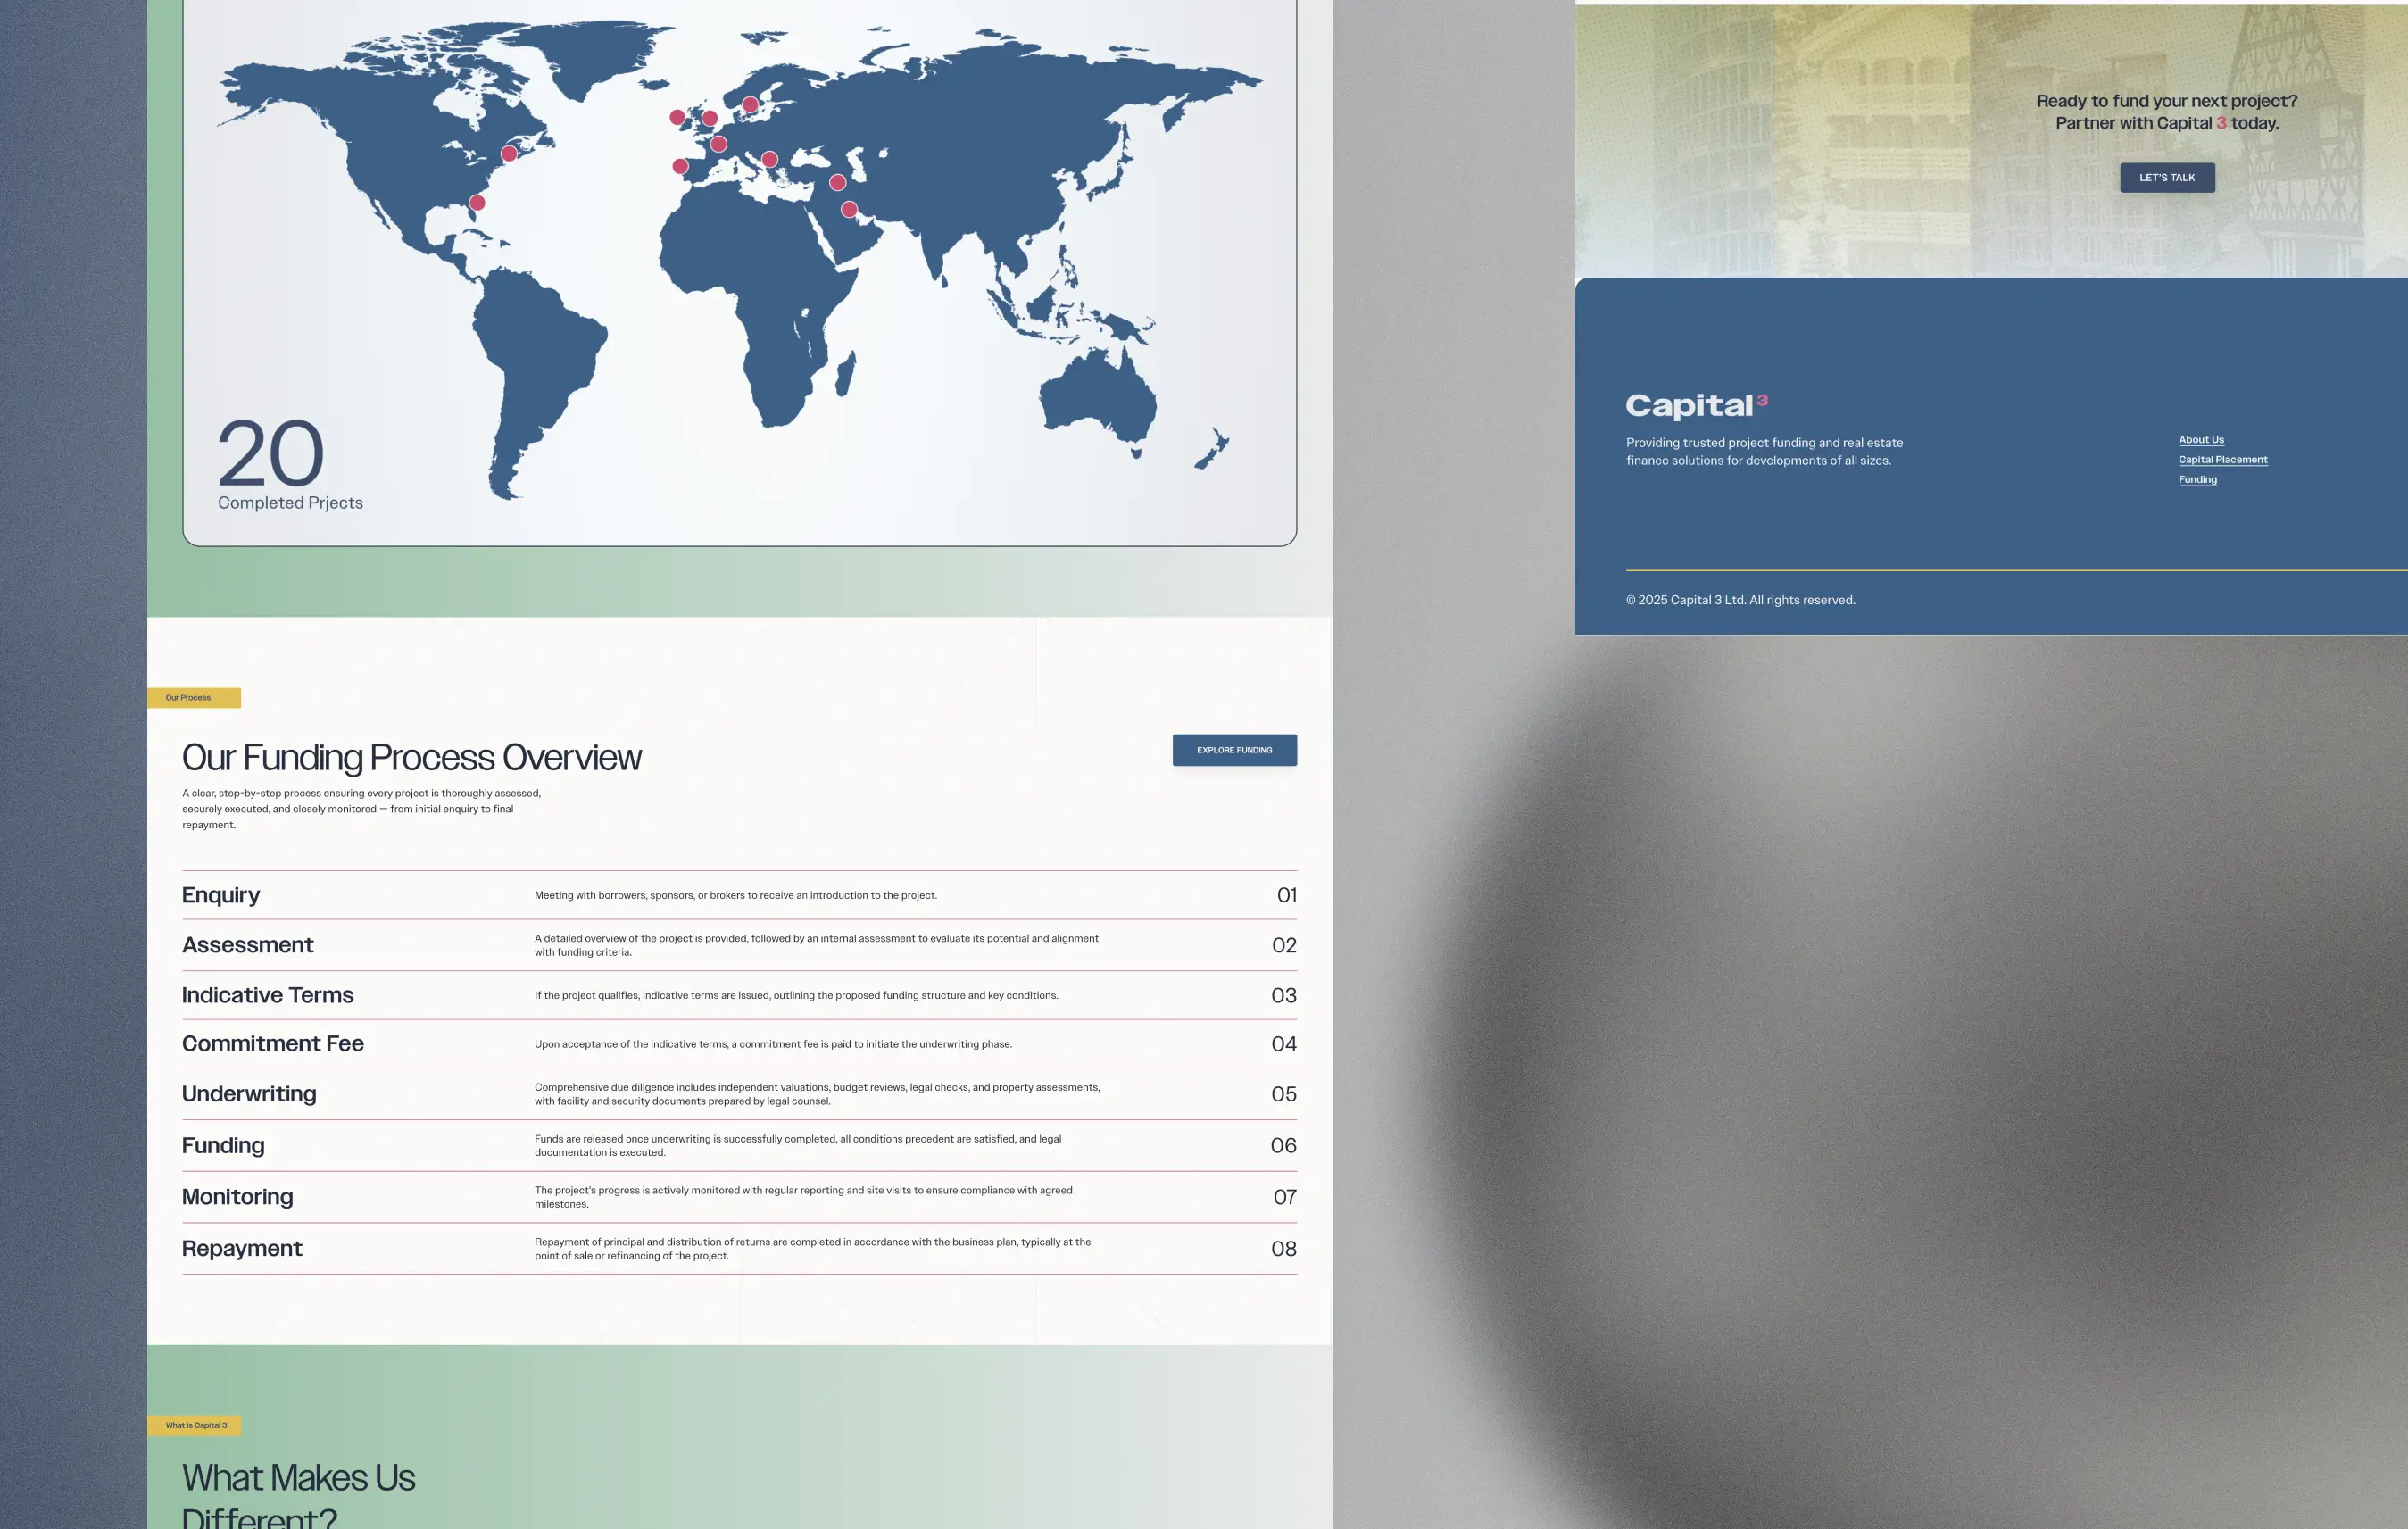 20
Completed Prjects
Our Process
Our Funding Process Overview
EXPLORE FUNDING
A clear, step-by-step process ensuring every project is thoroughly assessed,
securely executed, and closely monitored — from initial enquiry to final
repayment.
Enquiry
Meeting with borrowers, sponsors, or brokers to receive an introduction to the project.
01
Assessment
A detailed overview of the project is provided, followed by an internal assessment to evaluate its potential and alignment
with funding criteria.
02
Indicative Terms
If the project qualifies, indicative terms are issued, outlining the proposed funding structure and key conditions.
03
Commitment Fee
Upon acceptance of the indicative terms, a commitment fee is paid to initiate the underwriting phase.
04
Underwriting
Comprehensive due diligence includes independent valuations, budget reviews, legal checks, and property assessments,
with facility and security documents prepared by legal counsel.
05
Funding
Funds are released once underwriting is successfully completed, all conditions precedent are satisfied, and legal
documentation is executed.
06
Monitoring
The project's progress is actively monitored with regular reporting and site visits to ensure compliance with agreed
milestones.
07
Repayment
Repayment of principal and distribution of returns are completed in accordance with the business plan, typically at the
point of sale or refinancing of the project.
08
What is Capital 3
What Makes Us
Different?
Ready to fund your next project?
Partner with Capital 3 today.
LET'S TALK
Capital³
Providing trusted project funding and real estate
finance solutions for developments of all sizes.
About Us
Capital Placement
Funding
© 2025 Capital 3 Ltd. All rights reserved.